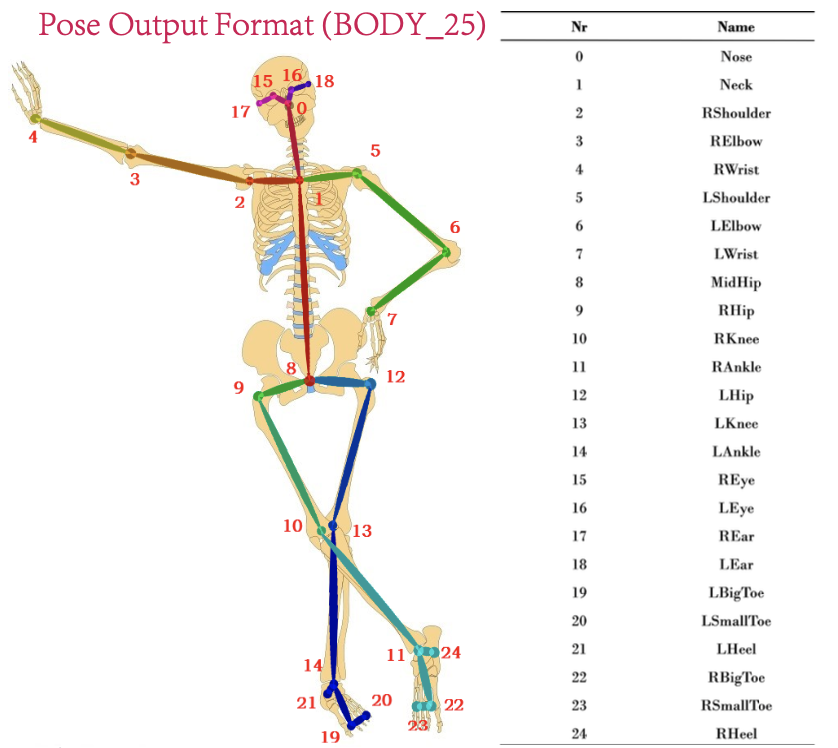 Pose Output Format (BODY_25)
15
16
18
17
0
4
3
2
1
5
6
7
8
9
12
10
13
11
24
14
21
20
19
22
23
Nr Name
0 Nose
1 Neck
2 RShoulder
3 RElbow
4 RWrist
5 LShoulder
6 LElbow
7 LWrist
8 MidHip
9 RHip
10 RKnee
11 RAnkle
12 LHip
13 LKnee
14 LAnkle
15 REye
16 LEye
17 REar
18 LEar
19 LBigToe
20 LSmallToe
21 LHeel
22 RBigToe
23 RSmallToe
24 RHeel